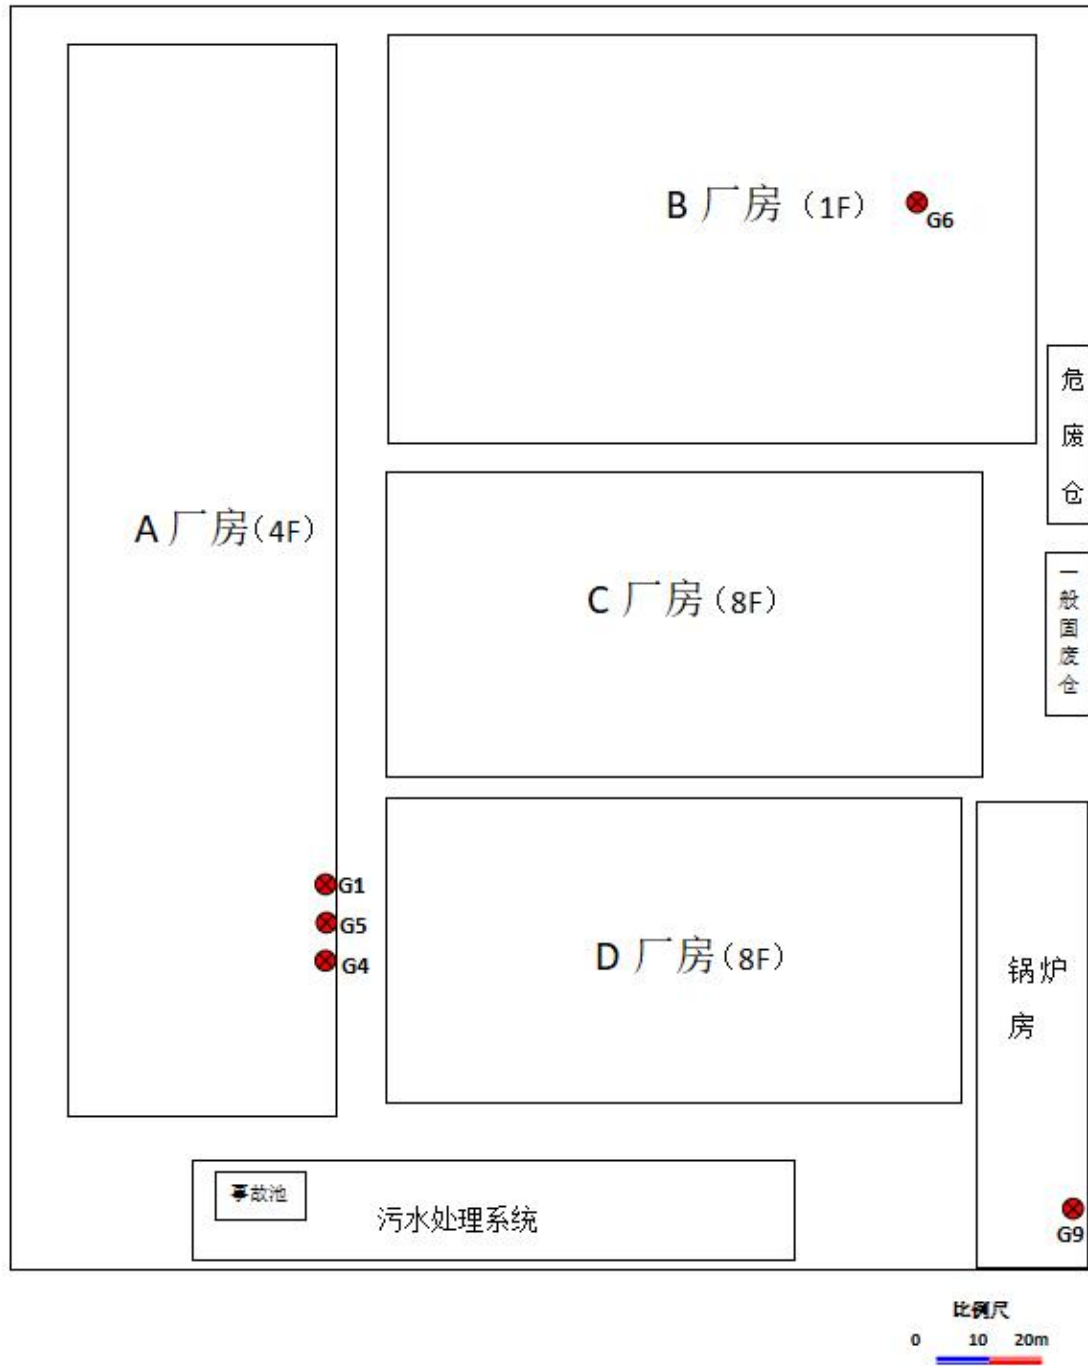 B 厂房（1F）
G6
危
废
仓
A 厂房（4F）
C 厂房（8F）
一
般
固
废
仓
G1
G5
G4
D 厂房（8F）
锅炉
房
事故池
污水处理系统
G9
比例尺
0 10 20m